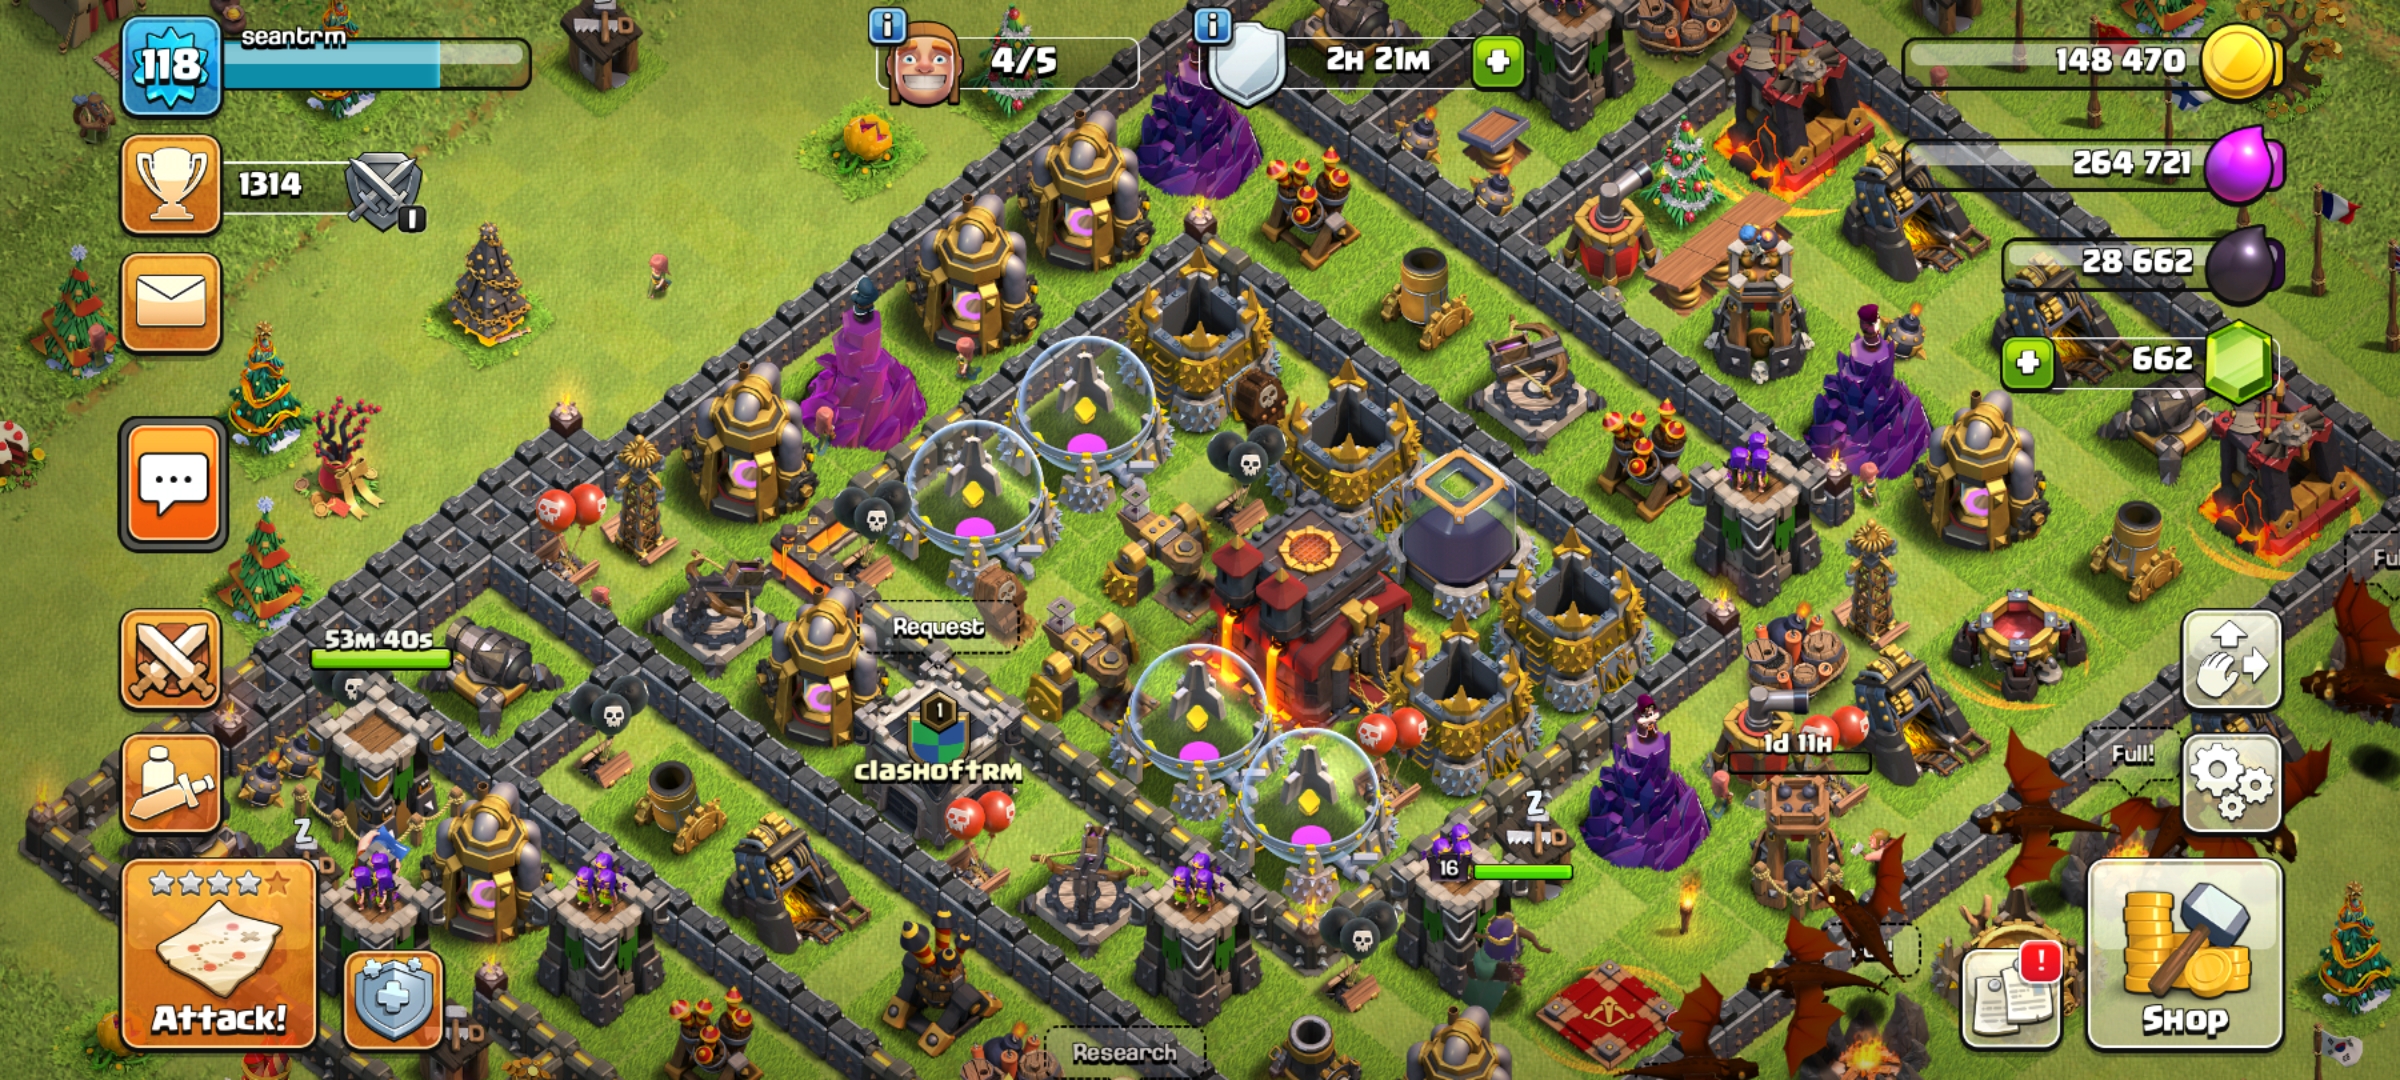 118
seantrm
4/5
2H 21M
148 470
1314
I
264 721
28 662
662
Request
53M 40s
1
clashoftRM
1d 11H
Full!
Z
Z
16
Attack!
Shop
!
Research